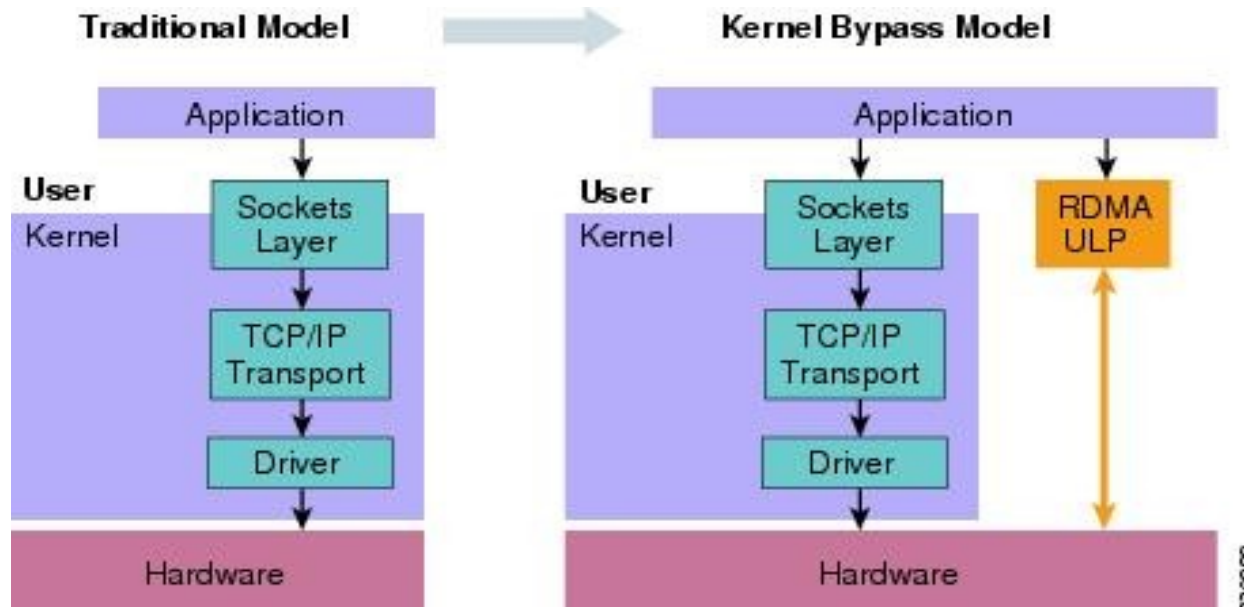 Traditional Model
Kernel Bypass Model
Application
User
Kernel
Sockets
Layer
TCP/IP
Transport
Driver
Hardware
Application
User
Kernel
Sockets
Layer
RDMA
ULP
TCP/IP
Transport
Driver
Hardware